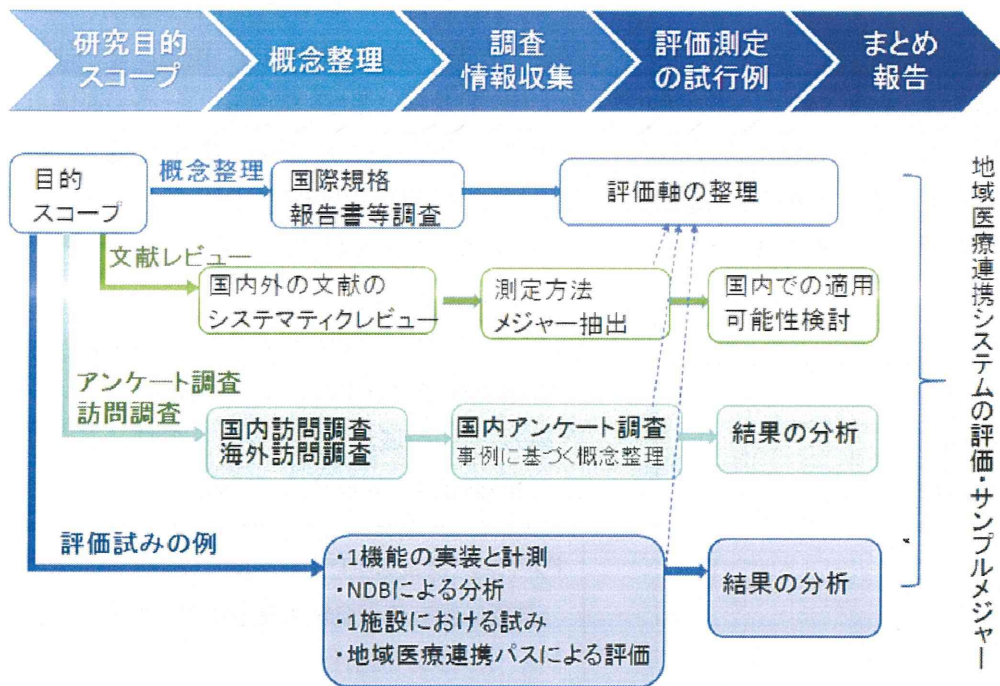 研究目的
スコープ
概念整理
調査
情報収集
評価測定
の試行例
まとめ
報告
目的
スコープ
概念整理
国際規格
報告書等調査
評価軸の整理
文献レビュー
国内外の文献の
システマティクレビュー
測定方法
メジャー抽出
国内での適用
可能性検討
アンケート調査
訪問調査
国内訪問調査
海外訪問調査
国内アンケート調査
事例に基づく概念整理
結果の分析
評価試みの例
・1機能の実装と計測
・NDBによる分析
・1施設における試み
・地域医療連携パスによる評価
結果の分析
地域医療連携システムの評価・サンプルメジャー